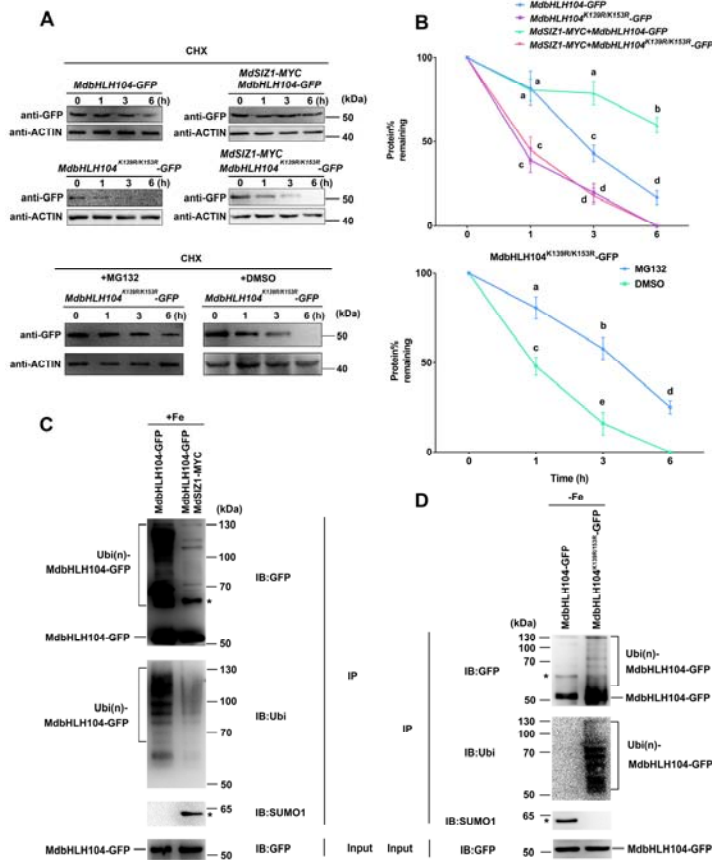 A
CHX
MdbHLH104-GFP
MdSIZ1-MYC
MdbHLH104-GFP
0 1 3 6 (h)
0 1 3 6 (h)
(kDa)
anti-GFP
50
anti-ACTIN
40
MdbHLH104K139R/K153R-GFP
MdSIZ1-MYC
MdbHLH104K139R/K153R-GFP
0 1 3 6 (h)
0 1 3 6 (h)
anti-GFP
50
anti-ACTIN
40
CHX
+MG132
+DMSO
MdbHLH104K139R/K153R-GFP
MdbHLH104K139R/K153R-GFP
0 1 3 6 (h)
0 1 3 6 (h)
(kDa)
anti-GFP
50
anti-ACTIN
40
B
MdbHLH104-GFP
MdbHLH104K139R/K153R-GFP
MdSIZ1-MYC+MdbHLH104-GFP
MdSIZ1-MYC+MdbHLH104K139R/K153R-GFP
Protein% remaining
100
50
0
a
a
a
b
c
c
c
c
d
d
d
0 1 3 6
MdbHLH104K139R/K153R-GFP
MG132
DMSO
Protein% remaining
100
50
0
a
b
c
d
e
0 1 3 6
Time (h)
C
+Fe
MdbHLH104-GFP
MdbHLH104-GFP
MdSIZ1-MYC
(kDa)
130
100
70
50
Ubi(n)-
MdbHLH104-GFP
*
MdbHLH104-GFP
IB:GFP
130
100
70
50
Ubi(n)-
MdbHLH104-GFP
IB:Ubi
IP
65
*
50
IB:SUMO1
MdbHLH104-GFP
50
IB:GFP
Input
D
-Fe
MdbHLH104-GFP
MdbHLH104K139R/153R-GFP
(kDa)
130
100
70
50
*
IB:GFP
Ubi(n)-
MdbHLH104-GFP
MdbHLH104-GFP
IP
130
100
70
50
IB:Ubi
Ubi(n)-
MdbHLH104-GFP
65
*
50
IB:SUMO1
Input
IB:GFP
50
MdbHLH104-GFP